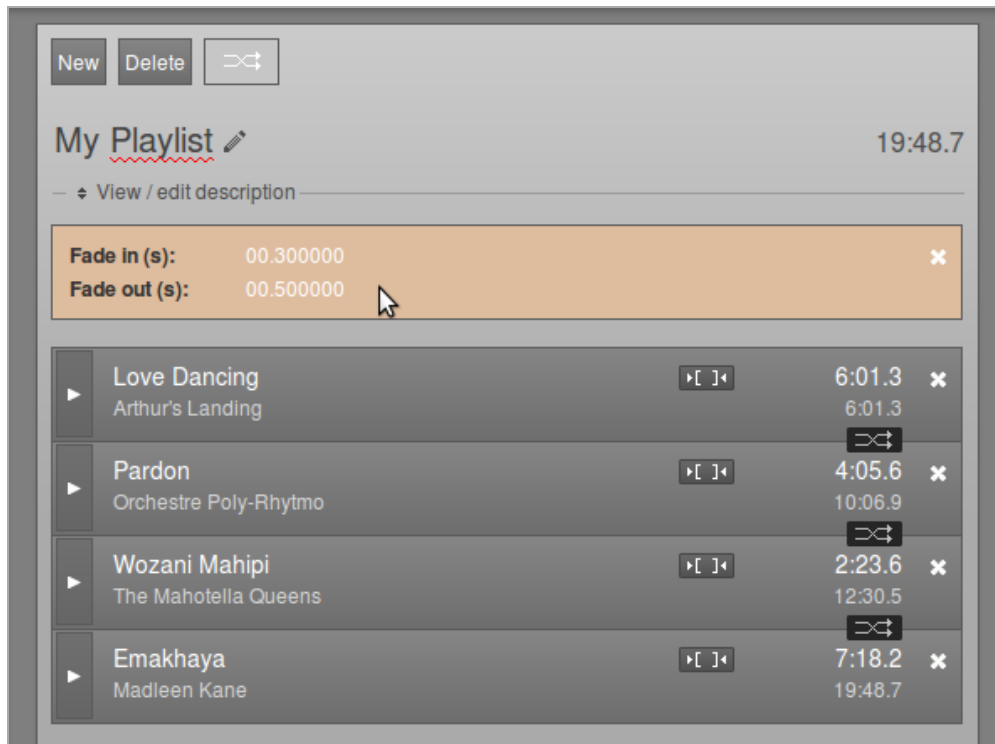 New Delete
My Playlist 19:48.7
View / edit description
Fade in (s): 00.300000
Fade out (s): 00.500000
Love Dancing 6:01.3
Arthur's Landing 6:01.3
Pardon 4:05.6
Orchestre Poly-Rhytmo 10:06.9
Wozani Mahipi 2:23.6
The Mahotella Queens 12:30.5
Emakhaya 7:18.2
Madleen Kane 19:48.7